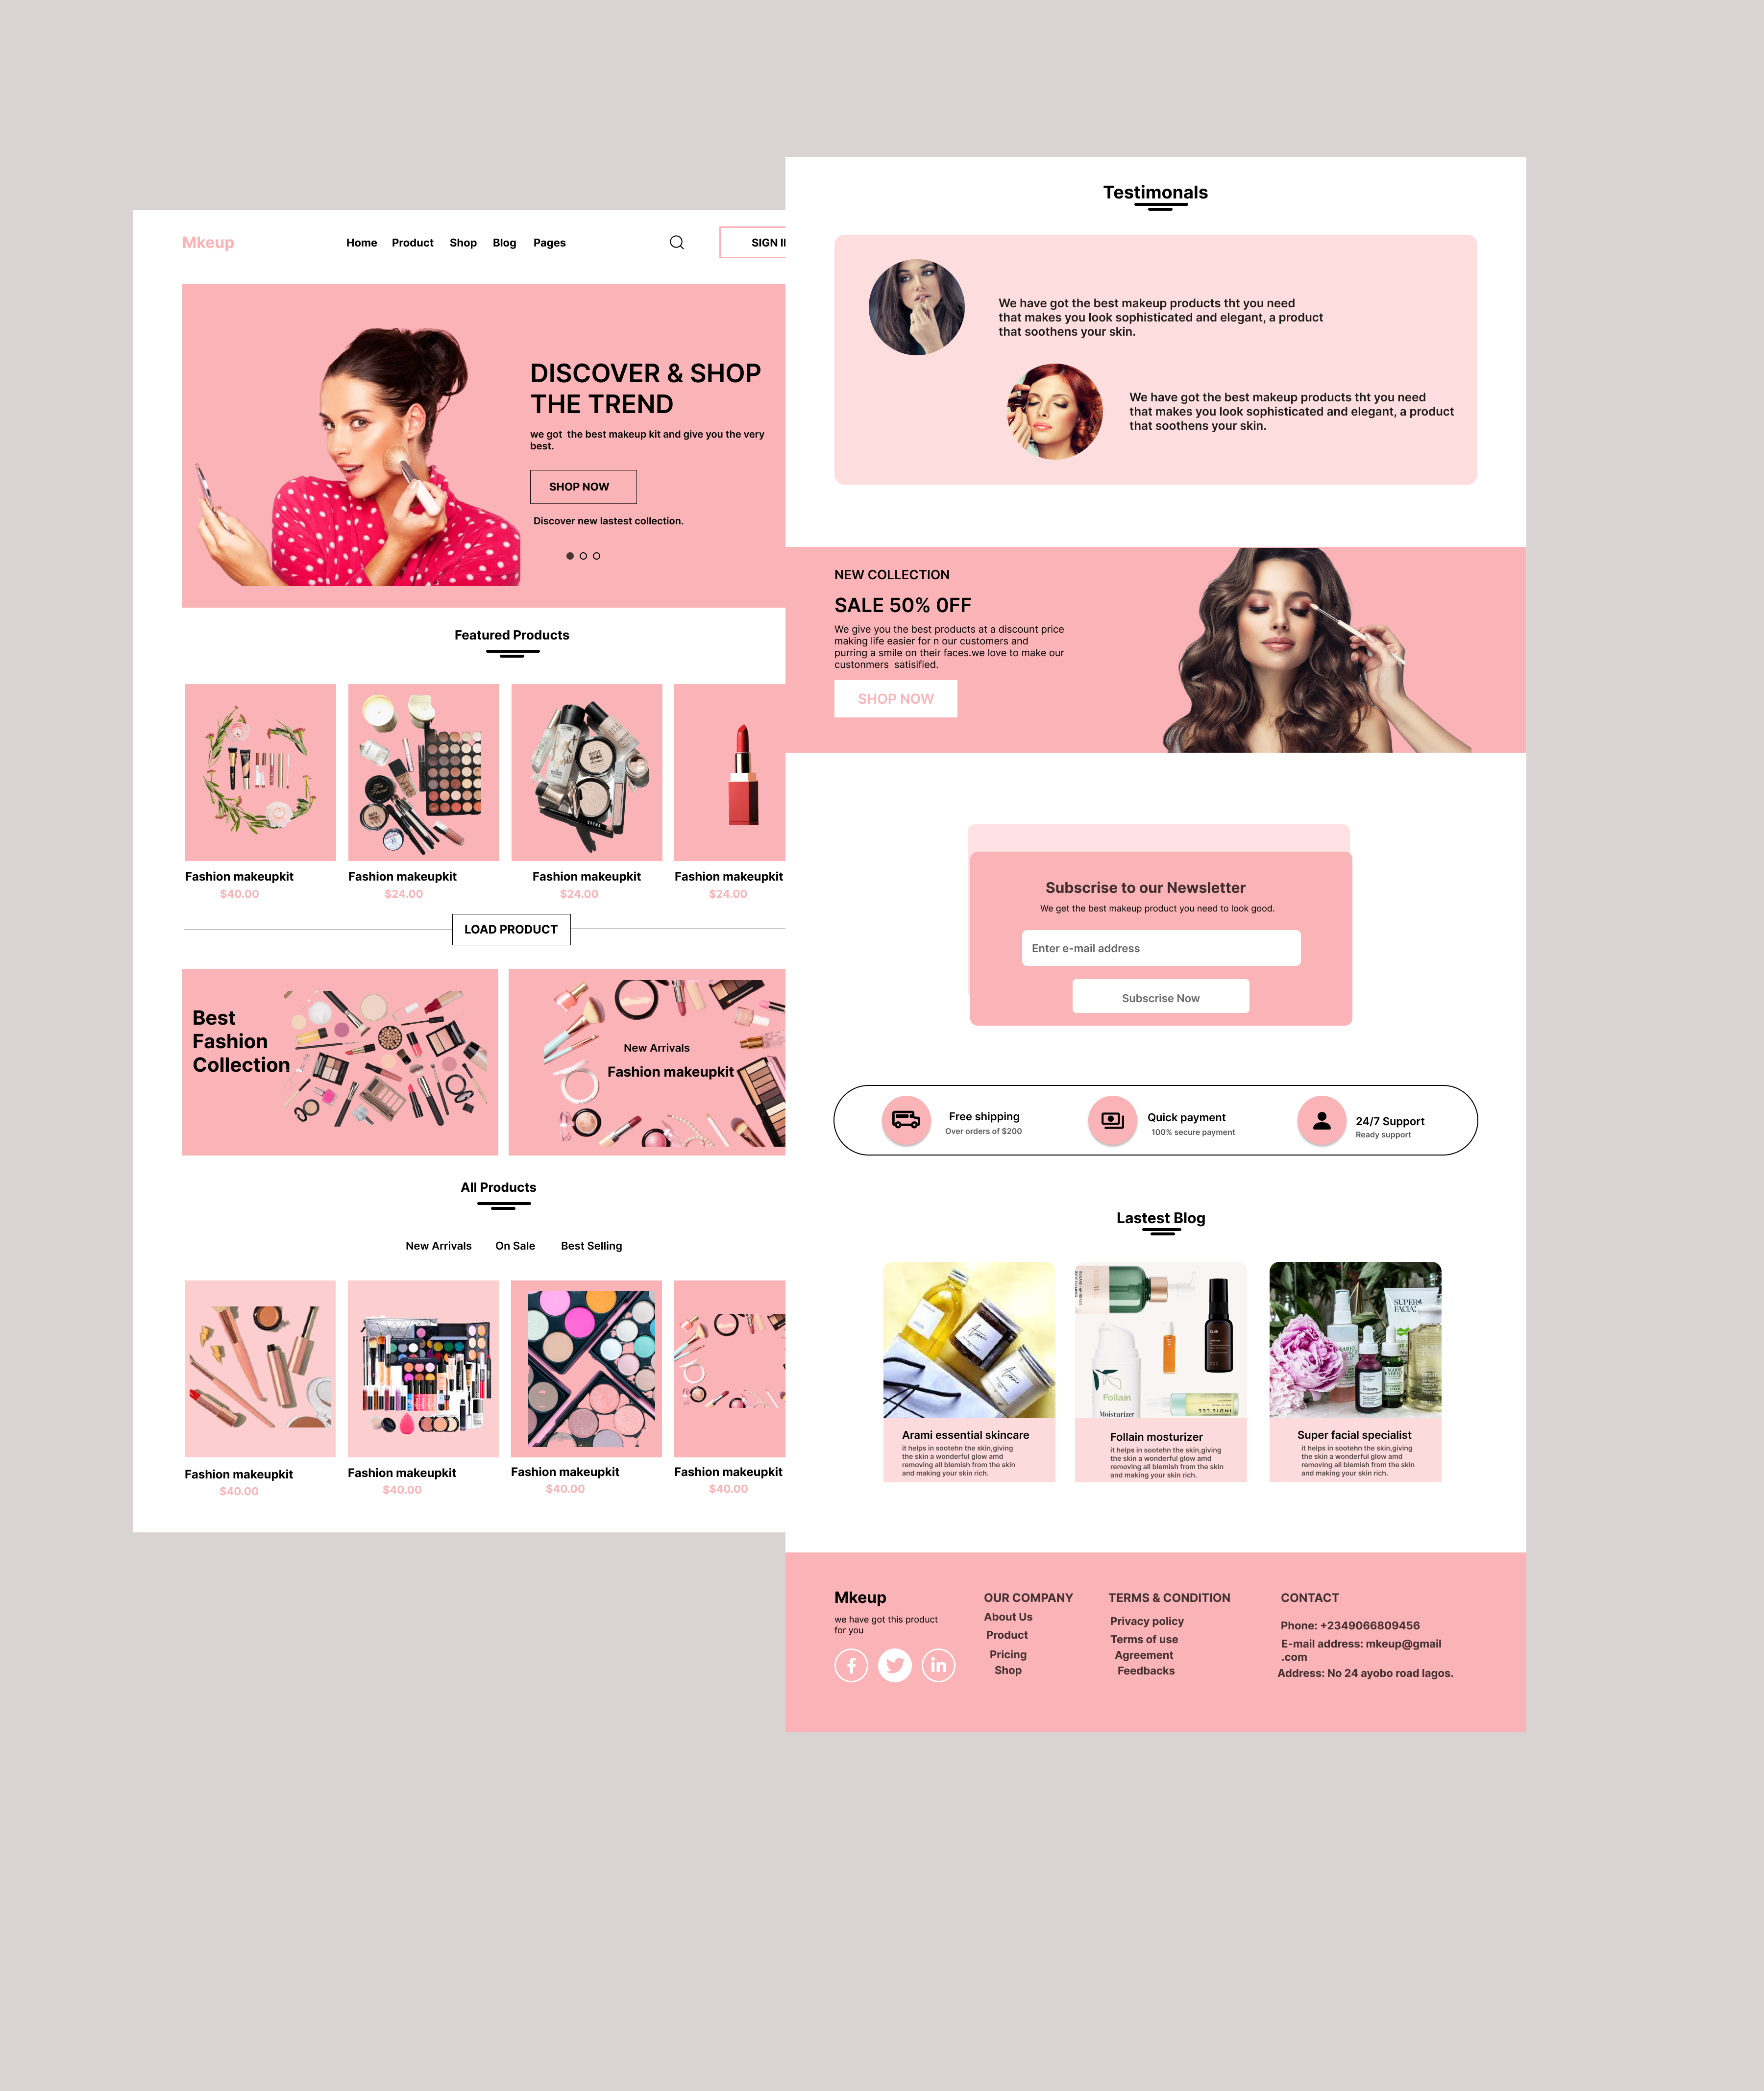 Mkeup
Home Product Shop Blog Pages
SIGN I
DISCOVER & SHOP
THE TREND
we got the best makeup kit and give you the very
best.
SHOP NOW
Discover new lastest collection.
Featured Products
Fashion makeupkit
$40.00
Fashion makeupkit
$24.00
Fashion makeupkit
$24.00
Fashion makeupkit
$24.00
LOAD PRODUCT
Best
Fashion
Collection
New Arrivals
Fashion makeupkit
All Products
New Arrivals On Sale Best Selling
Fashion makeupkit
$40.00
Fashion makeupkit
$40.00
Fashion makeupkit
$40.00
Fashion makeupkit
$40.00
Testimonals
We have got the best makeup products tht you need
that makes you look sophisticated and elegant, a product
that soothens your skin.
We have got the best makeup products tht you need
that makes you look sophisticated and elegant, a product
that soothens your skin.
NEW COLLECTION
SALE 50% 0FF
We give you the best products at a discount price
making life easier for n our customers and
purring a smile on their faces.we love to make our
custonmers satisified.
SHOP NOW
Subscrise to our Newsletter
We get the best makeup product you need to look good.
Enter e-mail address
Subscrise Now
Free shipping
Over orders of $200
Quick payment
100% secure payment
24/7 Support
Ready support
Lastest Blog
Follain
Moisturizer
INDIE LEE
SUPER
FACIAL
Arami essential skincare
it helps in sootehn the skin,giving
the skin a wonderful glow amd
removing all blemish from the skin
and making your skin rich.
Follain mosturizer
it helps in sootehn the skin,giving
the skin a wonderful glow amd
removing all blemish from the skin
and making your skin rich.
Super facial specialist
it helps in sootehn the skin,giving
the skin a wonderful glow amd
removing all blemish from the skin
and making your skin rich.
Mkeup
we have got this product
for you
OUR COMPANY
About Us
Product
Pricing
Shop
TERMS & CONDITION
Privacy policy
Terms of use
Agreement
Feedbacks
CONTACT
Phone: +2349066809456
E-mail address: mkeup@gmail
.com
Address: No 24 ayobo road lagos.